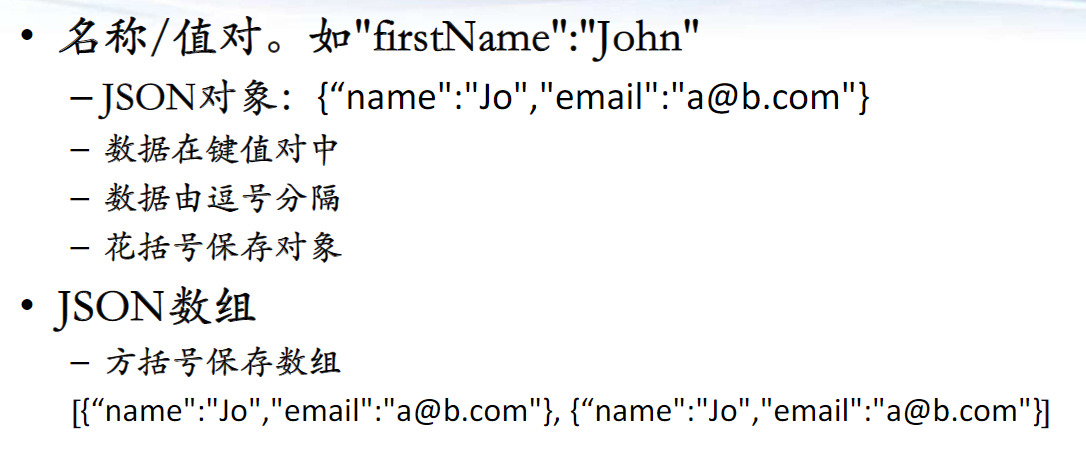 • 名称/值对。如"firstName":"John"
–JSON对象：{“name":"Jo","email":"a@b.com"}
– 数据在键值对中
– 数据由逗号分隔
– 花括号保存对象
• JSON数组
– 方括号保存数组
[{“name":"Jo","email":"a@b.com"}, {“name":"Jo","email":"a@b.com"}]